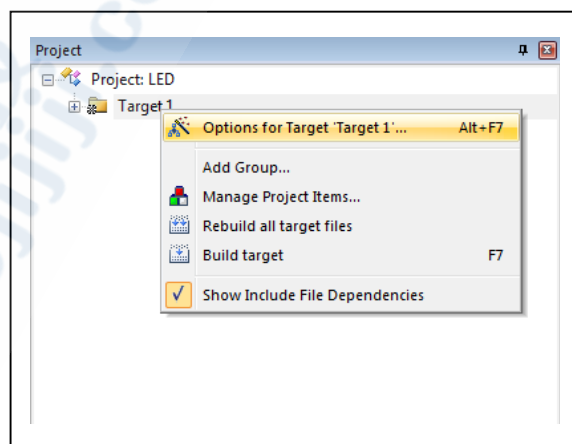 Project
Project: LED
Target 1
Options for Target 'Target 1'... Alt+F7
Add Group...
Manage Project Items...
Rebuild all target files
Build target F7
Show Include File Dependencies